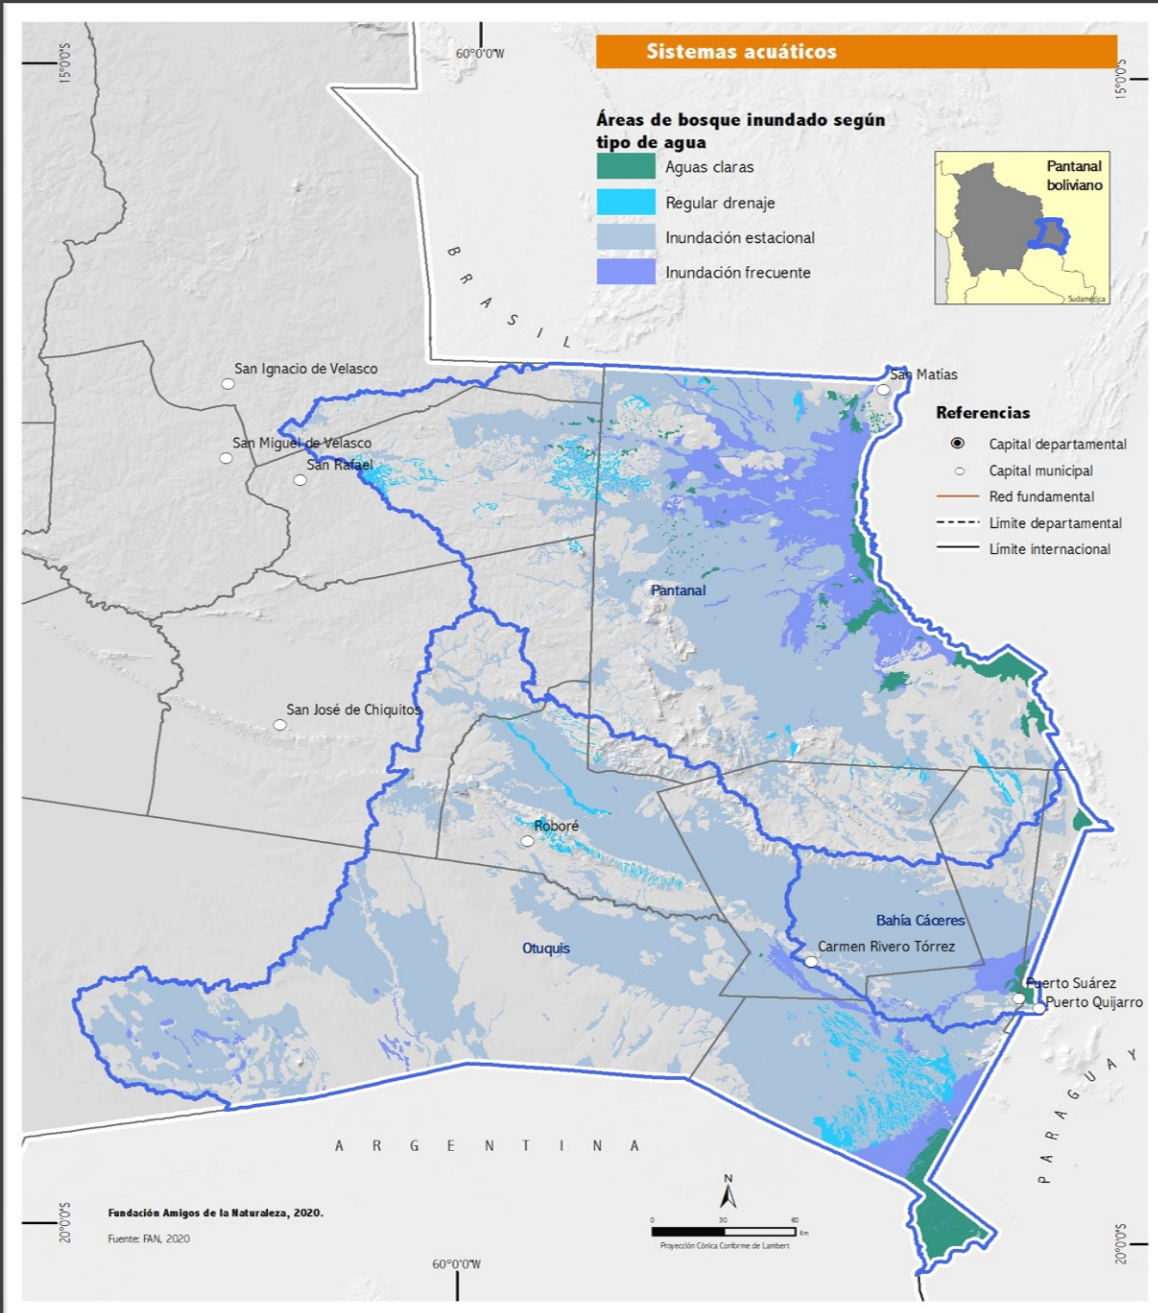 60°0'0"W
Sistemas acuáticos
15°0'0"S
15°0'0"S
Áreas de bosque inundado según
tipo de agua
Aguas claras
Regular drenaje
Inundación estacional
Inundación frecuente
Pantanal
boliviano
Sudamérica
BRASIL
San Ignacio de Velasco
San Matías
Referencias
San Miguel de Velasco
Capital departamental
San Rafael
Capital municipal
Red fundamental
Límite departamental
Límite internacional
Pantanal
San José de Chiquitos
Roboré
Bahía Cáceres
Otuquis
Carmen Rivero Tórrez
Puerto Suárez
Puerto Quijarro
PARAGUAY
ARGENTINA
N
0 30 60
Km
Proyección Cónica Conforme de Lambert
Fundación Amigos de la Naturaleza, 2020.
Fuente: FAN, 2020
20°0'0"S
20°0'0"S
60°0'0"W